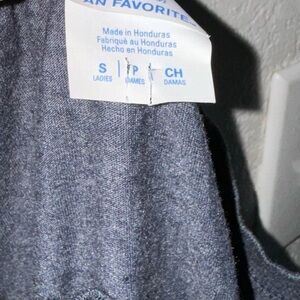 AN FAVORITE
Made in Honduras
Fabriqué au Honduras
Hecho en Honduras
S | P | CH
LADIES DAMES DAMAS